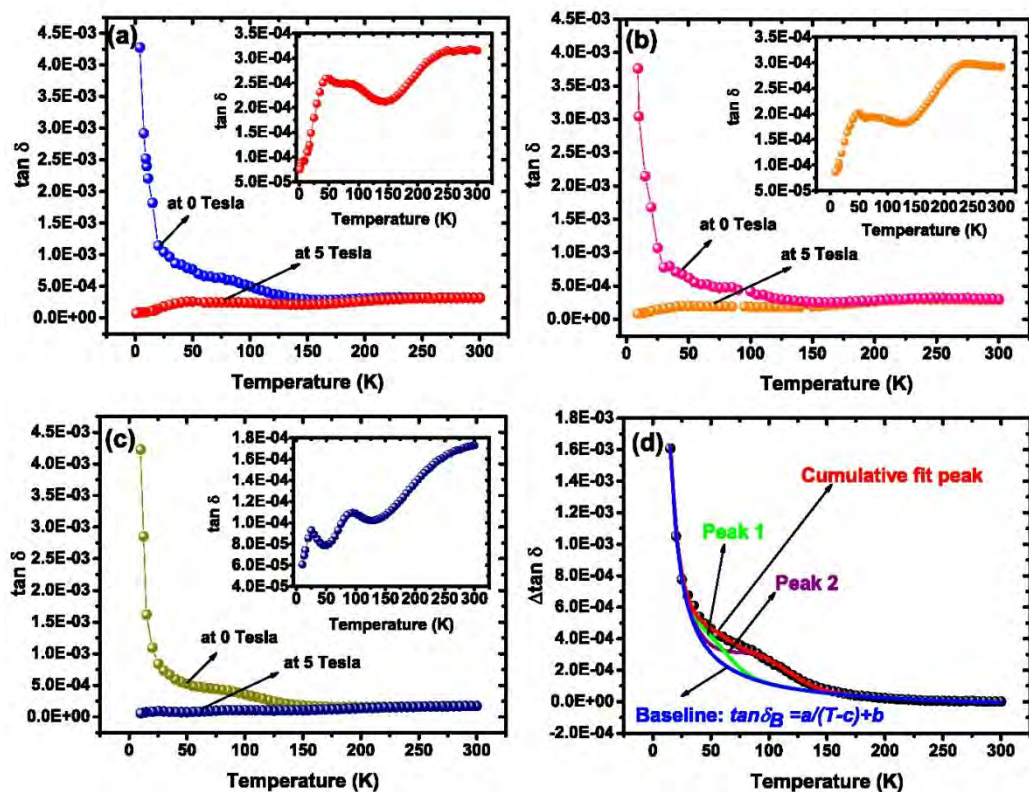 (a)
tan δ
4.5E-03
4.0E-03
3.5E-03
3.0E-03
2.5E-03
2.0E-03
1.5E-03
1.0E-03
5.0E-04
0.0E+00
at 0 Tesla
at 5 Tesla
0 50 100 150 200 250 300
Temperature (K)
tan δ
3.5E-04
3.0E-04
2.5E-04
2.0E-04
1.5E-04
1.0E-04
5.0E-05
0 50 100 150 200 250 300
Temperature (K)
(b)
tan δ
4.5E-03
4.0E-03
3.5E-03
3.0E-03
2.5E-03
2.0E-03
1.5E-03
1.0E-03
5.0E-04
0.0E+00
at 0 Tesla
at 5 Tesla
0 50 100 150 200 250 300
Temperature (K)
tan δ
3.5E-04
3.0E-04
2.5E-04
2.0E-04
1.5E-04
1.0E-04
5.0E-05
0 50 100 150 200 250 300
Temperature (K)
(c)
tan δ
4.5E-03
4.0E-03
3.5E-03
3.0E-03
2.5E-03
2.0E-03
1.5E-03
1.0E-03
5.0E-04
0.0E+00
at 0 Tesla
at 5 Tesla
0 50 100 150 200 250 300
Temperature (K)
tan δ
1.8E-04
1.6E-04
1.4E-04
1.2E-04
1.0E-04
8.0E-05
6.0E-05
4.0E-05
0 50 100 150 200 250 300
Temperature (K)
(d)
Δtan δ
1.8E-03
1.6E-03
1.4E-03
1.2E-03
1.0E-03
8.0E-04
6.0E-04
4.0E-04
2.0E-04
0.0E+00
-2.0E-04
Cumulative fit peak
Peak 1
Peak 2
Baseline: tanδB =a/(T-c)+b
0 50 100 150 200 250 300
Temperature (K)